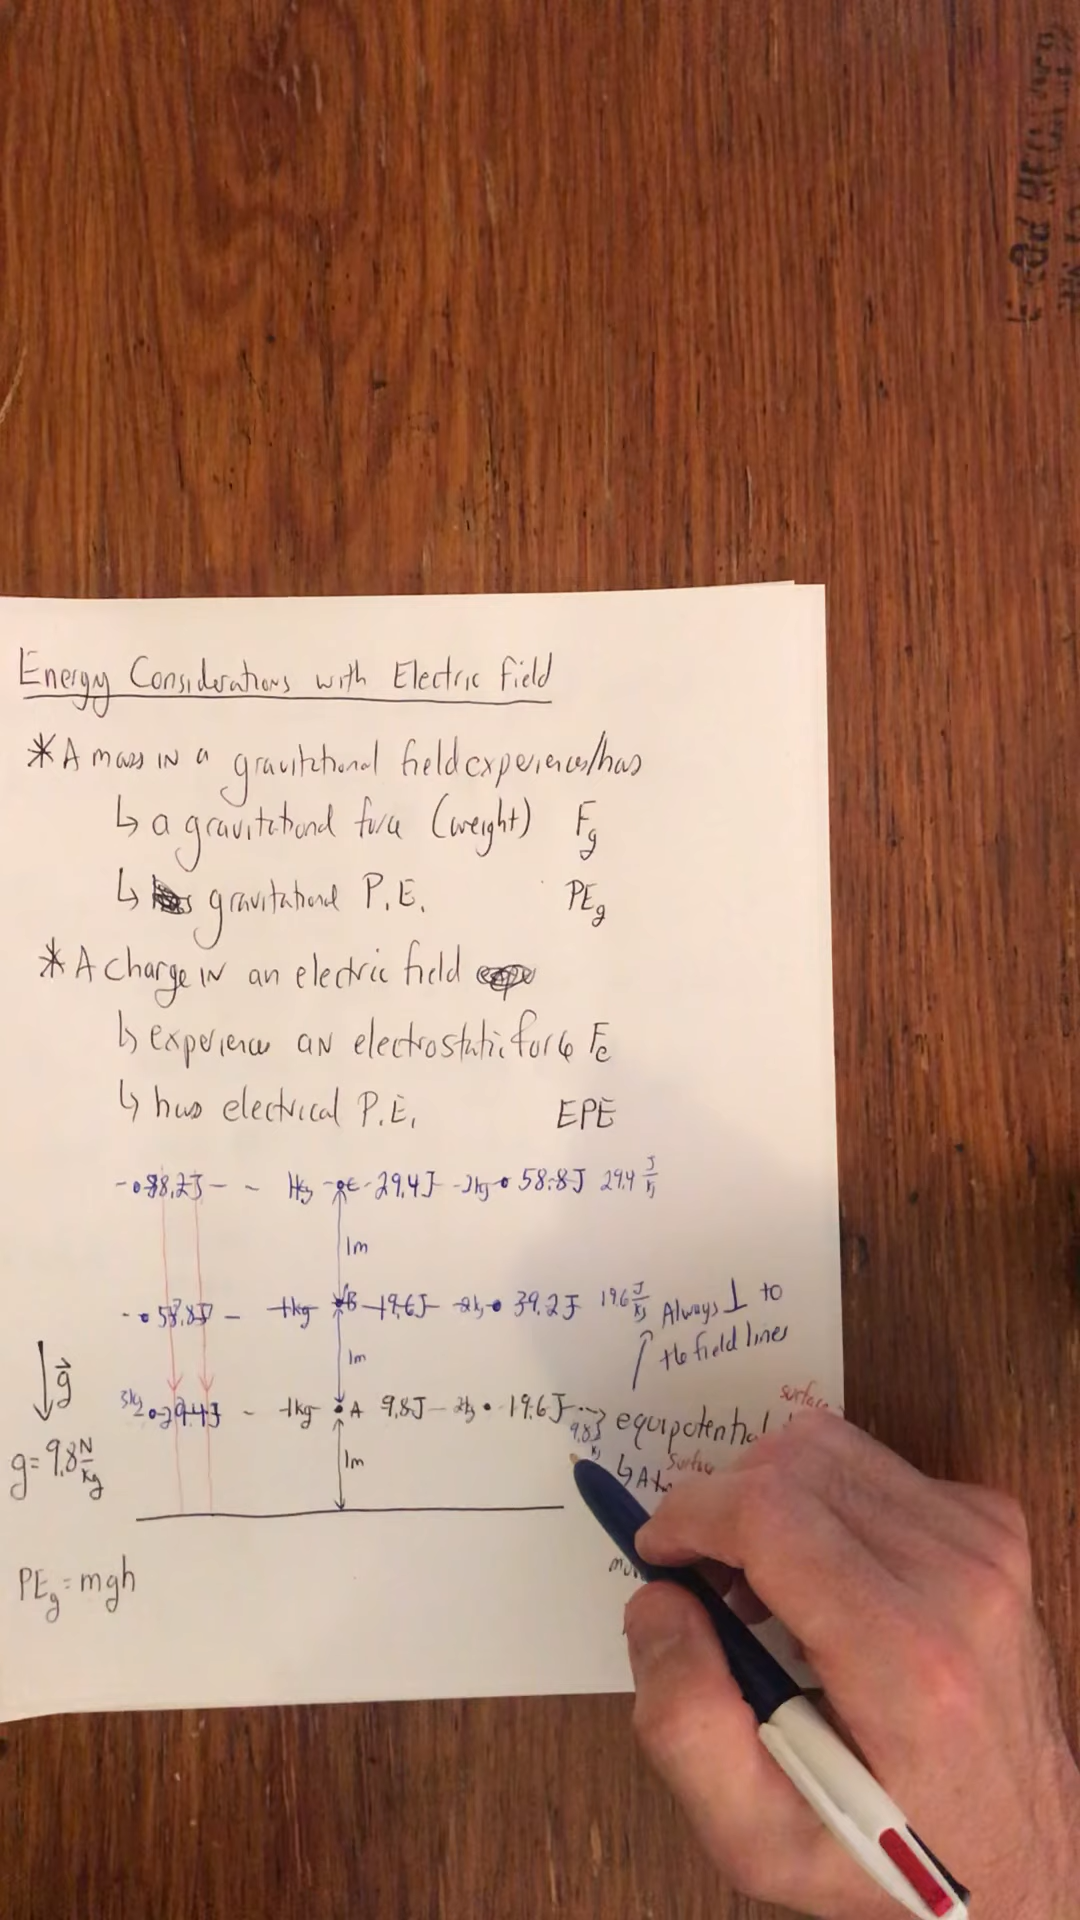 Energy Considerations with Electric Field
* A mass in a gravitational field experiences/has
↳ a gravitational force (weight) Fg
↳ gravitational P.E. PEg
* A charge in an electric field
↳ experience an electrostatic force Fe
↳ has electrical P.E. EPE
88.2J 1kg C 29.4J 2kg 58.8J 29.4 J/kg
1m
58.8J 1kg B 19.6J 2kg 39.2J 19.6 J/kg Always ⊥ to
the field lines
1m
g
surface
3kg 29.4J 1kg A 9.8J 2kg 19.6J equipotential
9.8 J/kg
g = 9.8 N/kg
1m
PEg = mgh